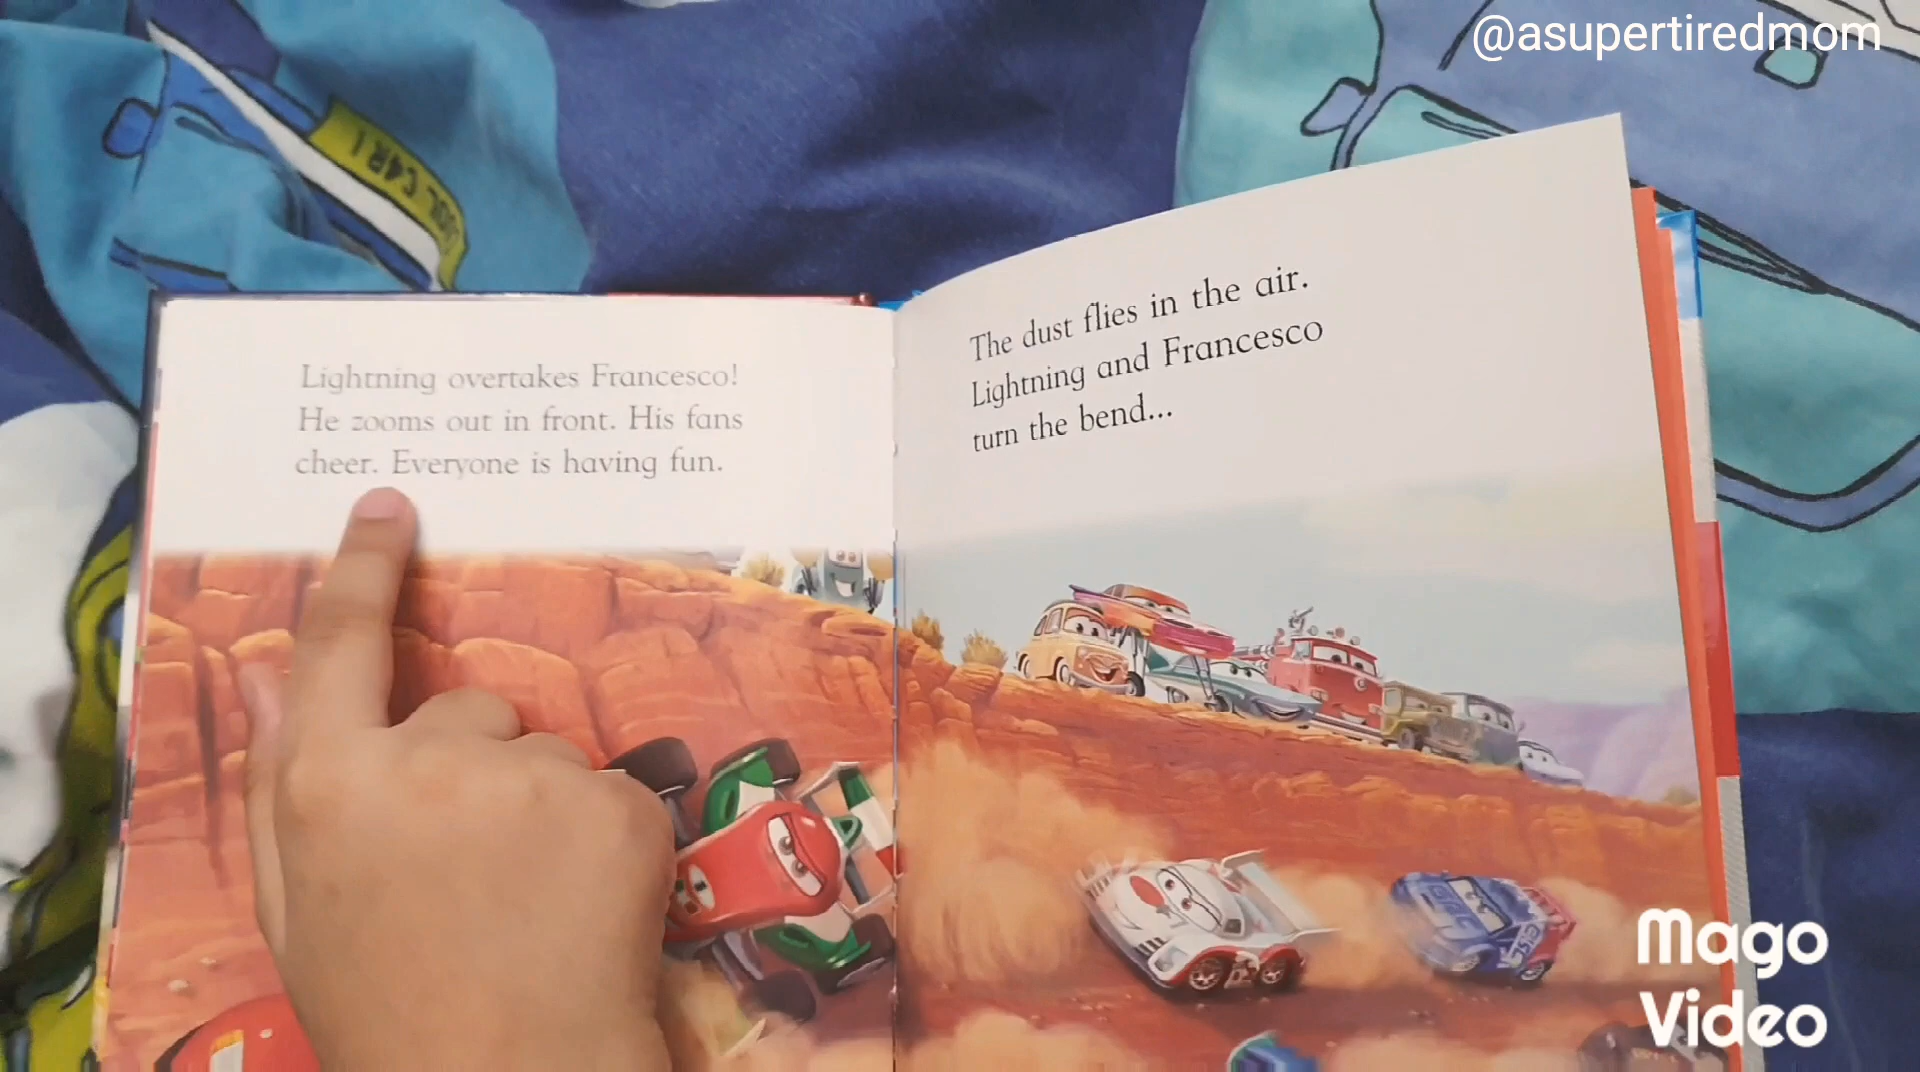 @asupertiredmom
Lightning overtakes Francesco!
He zooms out in front. His fans
cheer. Everyone is having fun.
The dust flies in the air.
Lightning and Francesco
turn the bend...
Mago
Video